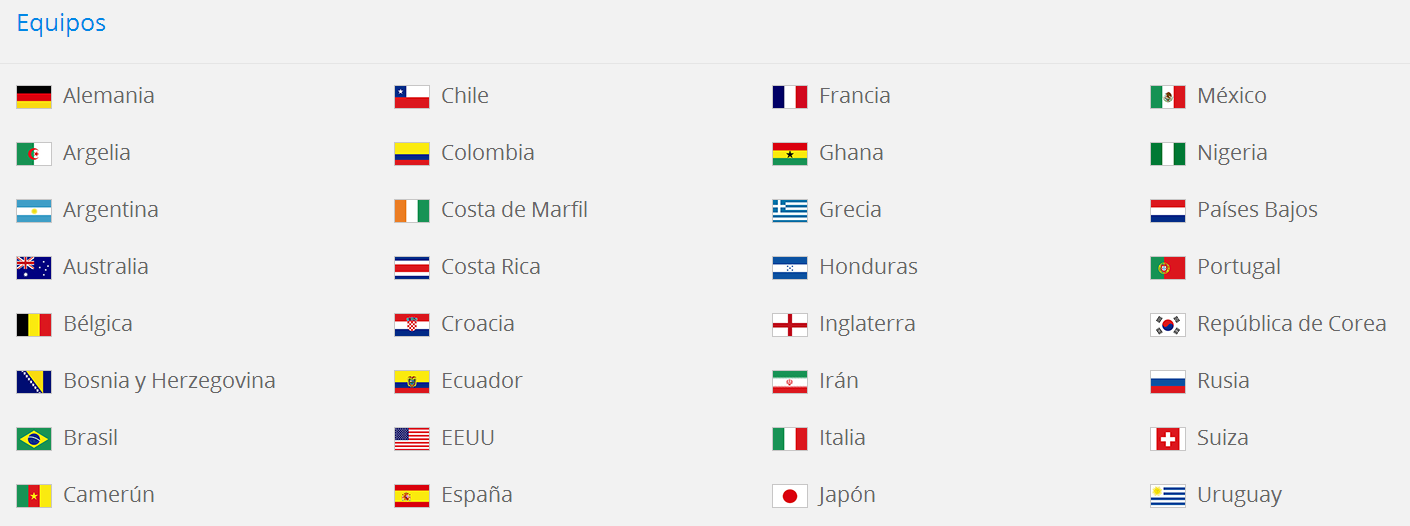 Equipos
Alemania
Argelia
Argentina
Australia
Bélgica
Bosnia y Herzegovina
Brasil
Camerún
Chile
Colombia
Costa de Marfil
Costa Rica
Croacia
Ecuador
EEUU
España
Francia
Ghana
Grecia
Honduras
Inglaterra
Irán
Italia
Japón
México
Nigeria
Países Bajos
Portugal
República de Corea
Rusia
Suiza
Uruguay